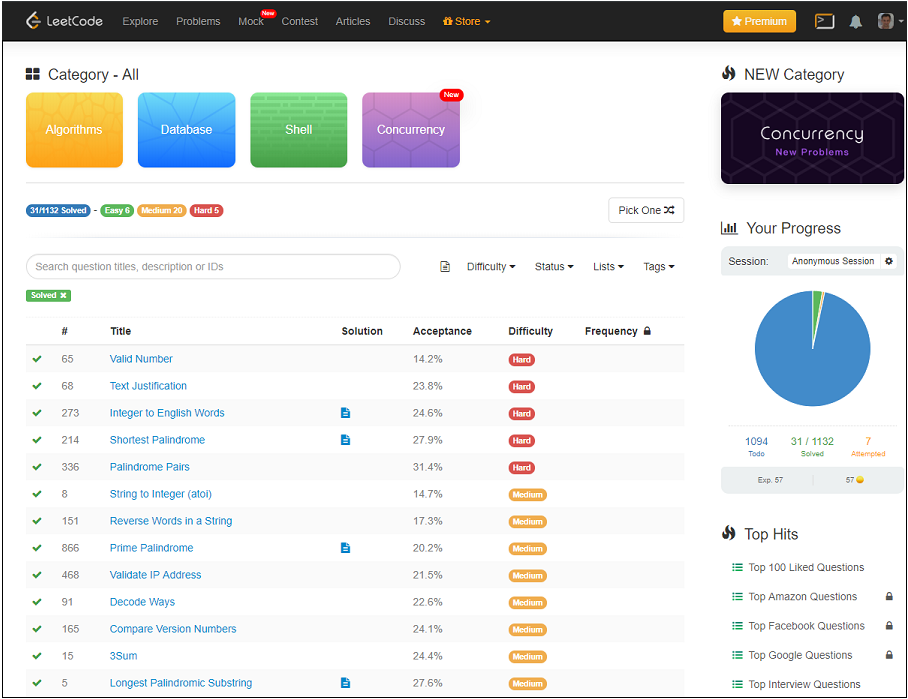 LeetCode Explore Problems Mock New Contest Articles Discuss Store Premium
Category - All
Algorithms Database Shell Concurrency New
31/1132 Solved - Easy 6 Medium 20 Hard 5 Pick One
Search question titles, description or IDs Difficulty Status Lists Tags
Solved ×
# Title Solution Acceptance Difficulty Frequency
65 Valid Number 14.2% Hard
68 Text Justification 23.8% Hard
273 Integer to English Words 24.6% Hard
214 Shortest Palindrome 27.9% Hard
336 Palindrome Pairs 31.4% Hard
8 String to Integer (atoi) 14.7% Medium
151 Reverse Words in a String 17.3% Medium
866 Prime Palindrome 20.2% Medium
468 Validate IP Address 21.5% Medium
91 Decode Ways 22.6% Medium
165 Compare Version Numbers 24.1% Medium
15 3Sum 24.4% Medium
5 Longest Palindromic Substring 27.6% Medium
NEW Category
Concurrency
New Problems
Your Progress
Session: Anonymous Session
1094 31 / 1132 7
Todo Solved Attempted
Exp. 57 57
Top Hits
Top 100 Liked Questions
Top Amazon Questions
Top Facebook Questions
Top Google Questions
Top Interview Questions